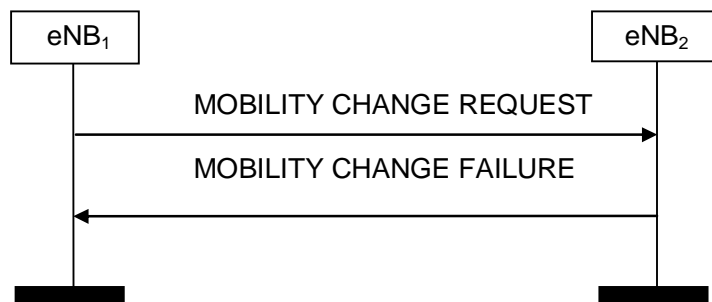 eNB₁
eNB₂
MOBILITY CHANGE REQUEST
MOBILITY CHANGE FAILURE